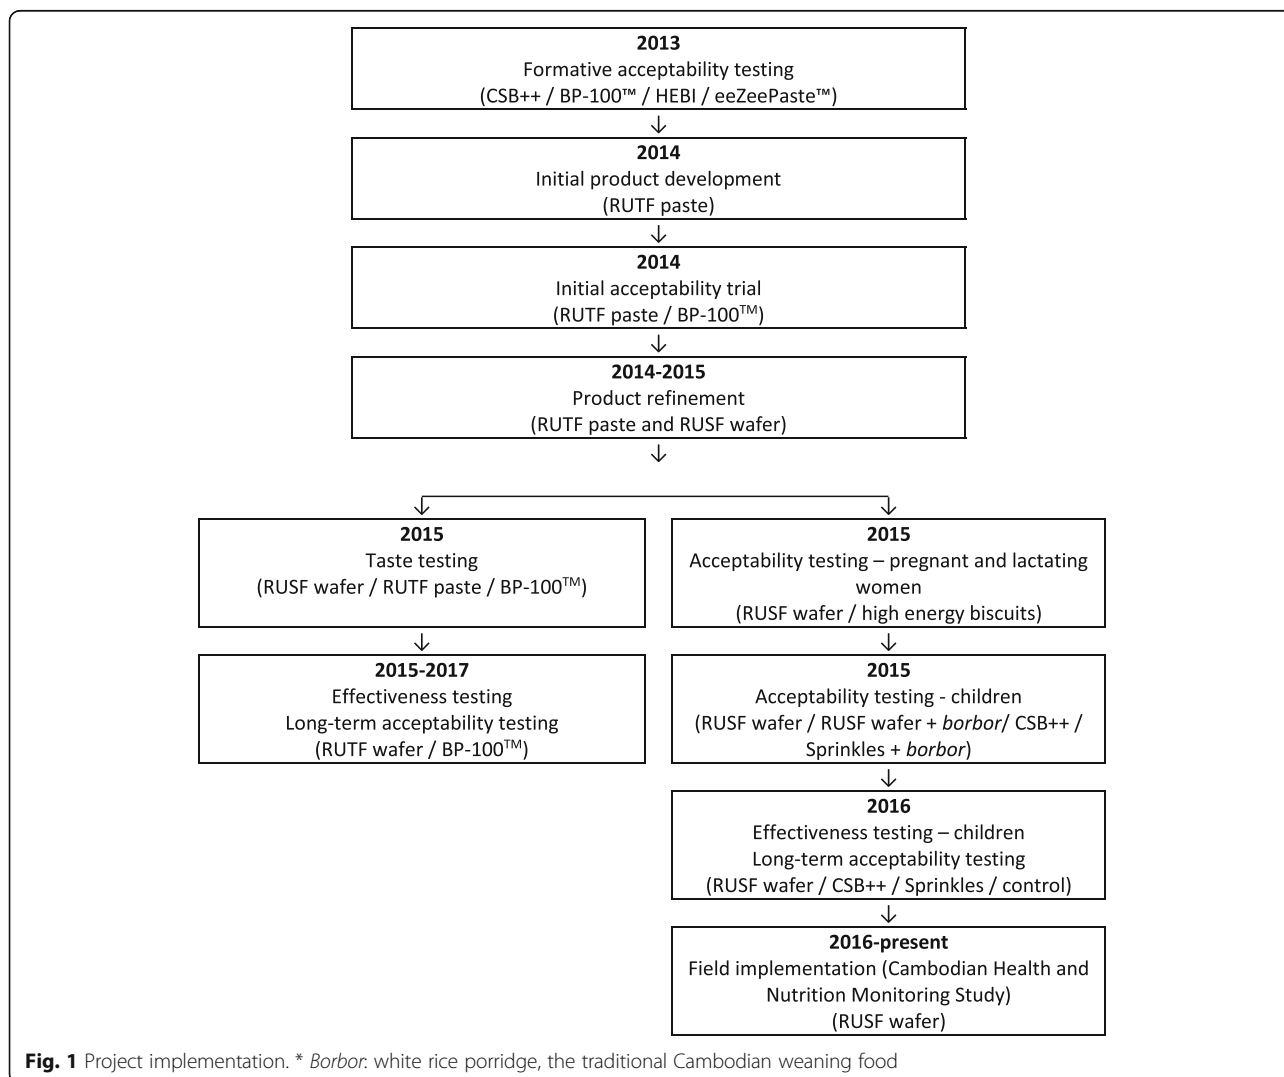 2013
Formative acceptability testing
(CSB++ / BP-100™ / HEBI / eeZeePaste™)
2014
Initial product development
(RUTF paste)
2014
Initial acceptability trial
(RUTF paste / BP-100™)
2014-2015
Product refinement
(RUTF paste and RUSF wafer)
2015
Taste testing
(RUSF wafer / RUTF paste / BP-100™)
2015-2017
Effectiveness testing
Long-term acceptability testing
(RUTF wafer / BP-100™)
2015
Acceptability testing – pregnant and lactating
women
(RUSF wafer / high energy biscuits)
2015
Acceptability testing - children
(RUSF wafer / RUSF wafer + borbor/ CSB++ /
Sprinkles + borbor)
2016
Effectiveness testing – children
Long-term acceptability testing
(RUSF wafer / CSB++ / Sprinkles / control)
2016-present
Field implementation (Cambodian Health and
Nutrition Monitoring Study)
(RUSF wafer)
Fig. 1 Project implementation. * Borbor: white rice porridge, the traditional Cambodian weaning food